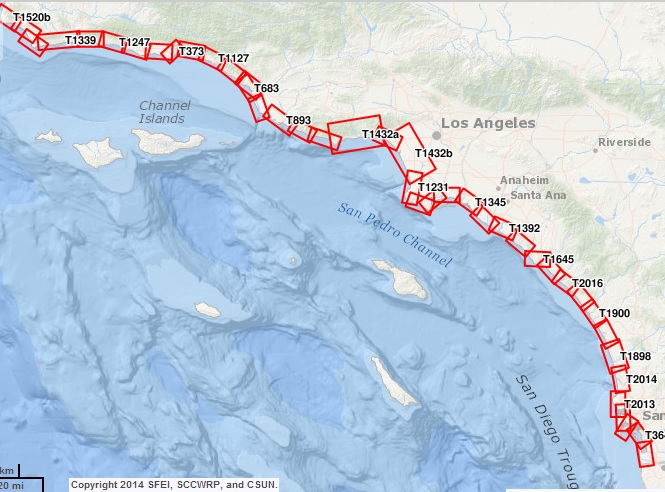 T1520b
T1339
T1247
T373
T1127
T683
Channel
Islands
T893
T1432a
Los Angeles
T1432b
Riverside
T1231
Anaheim
Santa Ana
T1345
San Pedro Channel
T1392
T1645
T2016
T1900
T1898
T2014
San Diego Troug
T2013
San
T36
km
20 mi
Copyright 2014 SFEI, SCCWRP, and CSUN.